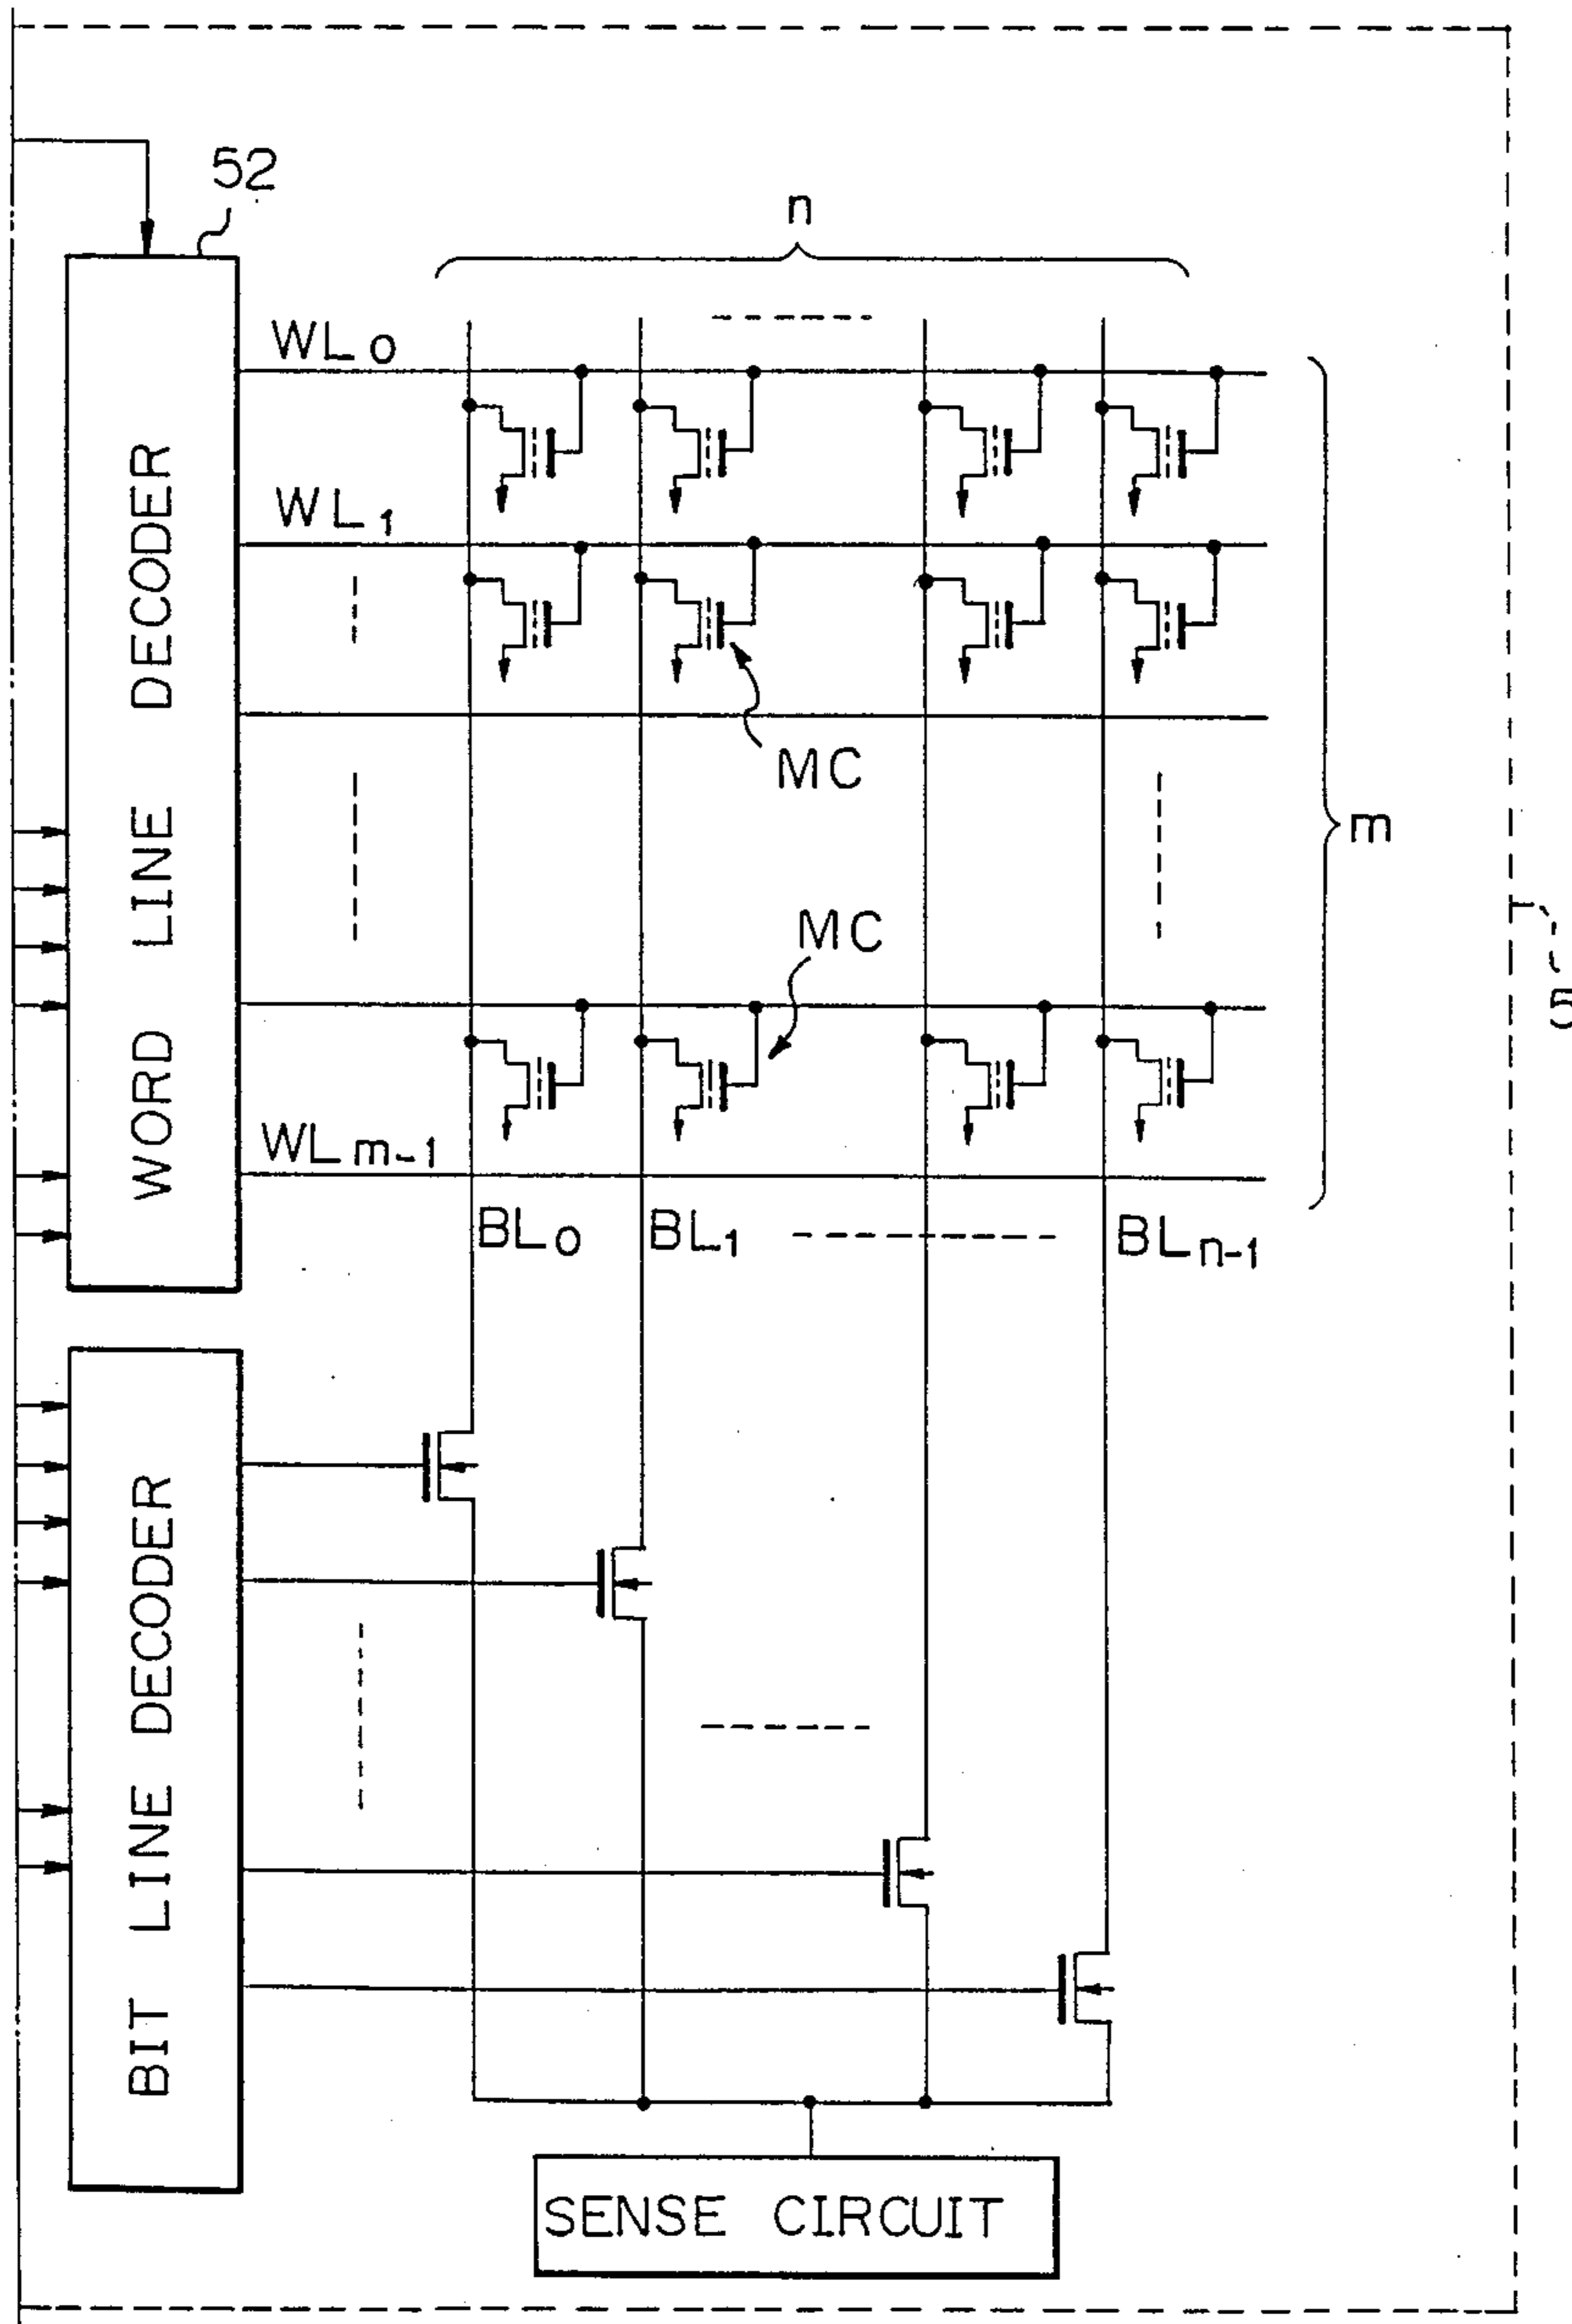 52
n
WL0
WORD LINE DECODER
WL1
MC
m
MC
WLm-1
BL0
BL1
BLn-1
BIT LINE DECODER
SENSE CIRCUIT